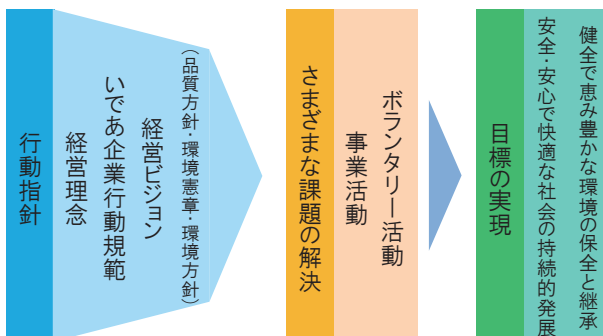 行動指針
経営理念
いであ企業行動規範
経営ビジョン
(品質方針・環境憲章・環境方針)
さまざまな課題の解決
事業活動
ボランタリー活動
目標の実現
安全・安心で快適な社会の持続的発展
健全で恵み豊かな環境の保全と継承